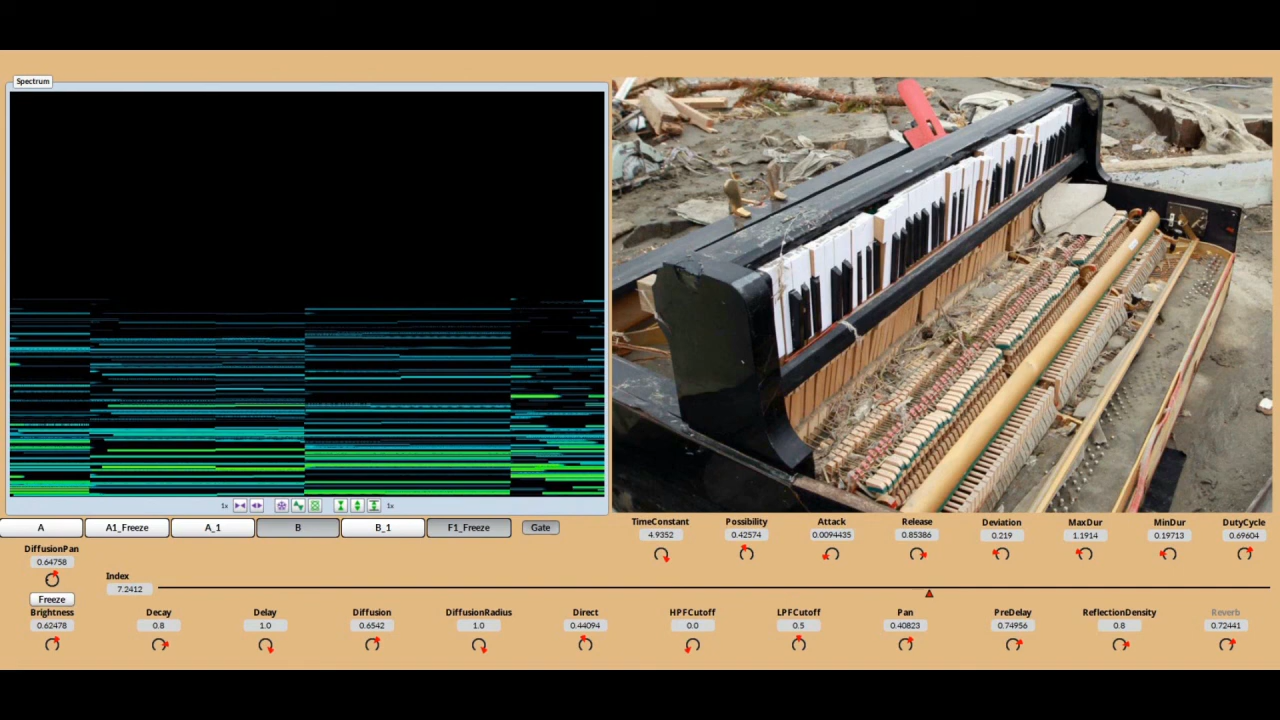 Spectrum
1x
1x
A
A1_Freeze
A_1
B
B_1
F1_Freeze
Gate
TimeConstant
Possibility
Attack
Release
Deviation
MaxDur
MinDur
DutyCycle
4.9352
0.42574
0.0094435
0.85386
0.219
1.1914
0.19713
0.69604
DiffusionPan
0.64758
Index
7.2412
Freeze
Brightness
Decay
Delay
Diffusion
DiffusionRadius
Direct
HPFCutoff
LPFCutoff
Pan
PreDelay
ReflectionDensity
Reverb
0.62478
0.8
1.0
0.6542
1.0
0.44094
0.0
0.5
0.40823
0.74956
0.8
0.72441